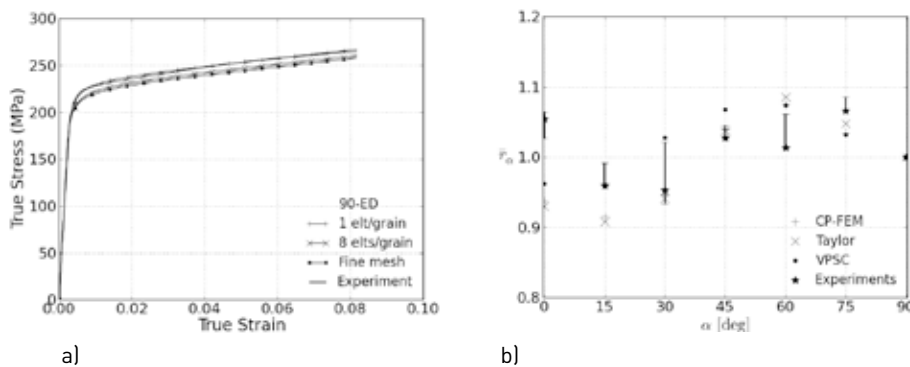 300
250
200
150
100
50
0
True Stress (MPa)
90-ED
1 elt/grain
8 elts/grain
Fine mesh
Experiment
0.00
0.02
0.04
0.06
0.08
0.10
True Strain
a)
1.2
1.1
1.0
0.9
0.8
r̄α
CP-FEM
Taylor
VPSC
Experiments
0
15
30
45
60
75
90
α [deg]
b)